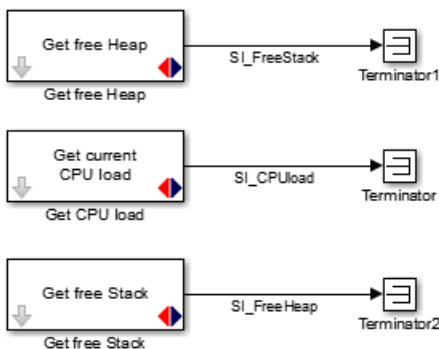 Get free Heap
SI_FreeStack
Terminator1
Get free Heap
Get current
CPU load
SI_CPUload
Terminator
Get CPU load
Get free Stack
SI_FreeHeap
Terminator2
Get free Stack